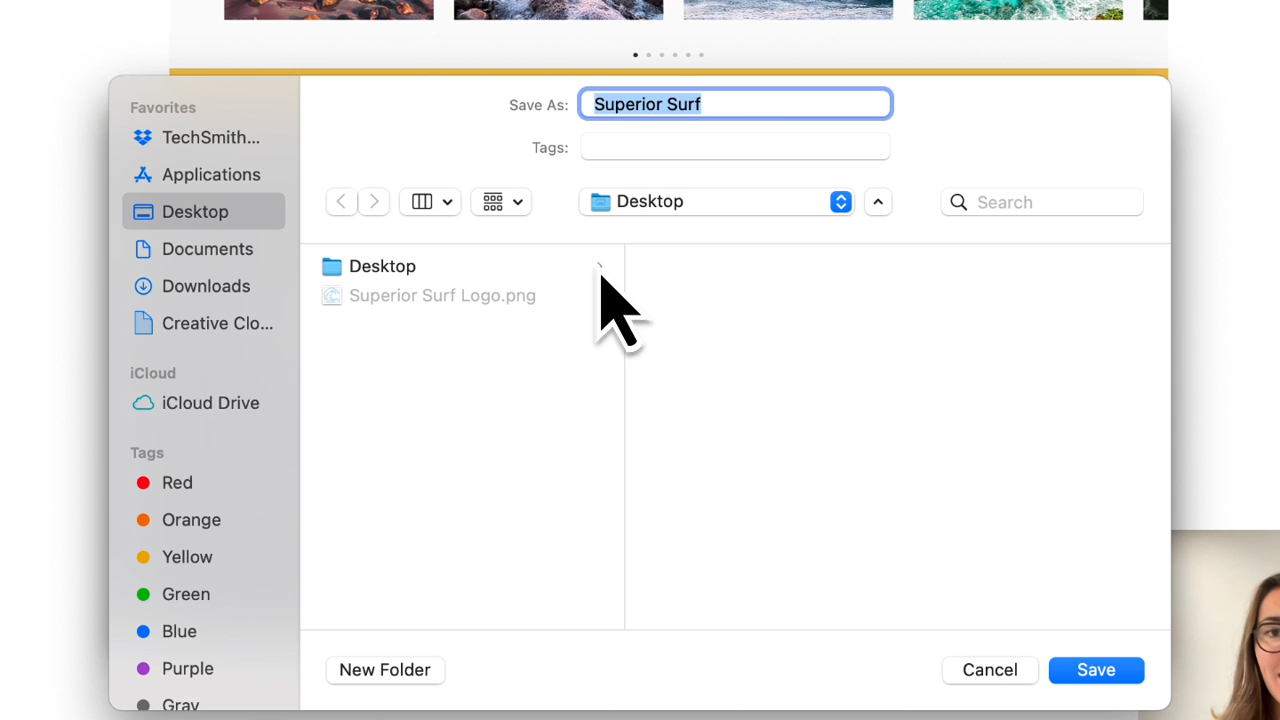 Favorites
TechSmith...
Applications
Desktop
Documents
Downloads
Creative Clo...
iCloud
iCloud Drive
Tags
Red
Orange
Yellow
Green
Blue
Purple
Gray
Save As: Superior Surf
Tags:
Desktop
Search
Desktop
Superior Surf Logo.png
New Folder
Cancel
Save